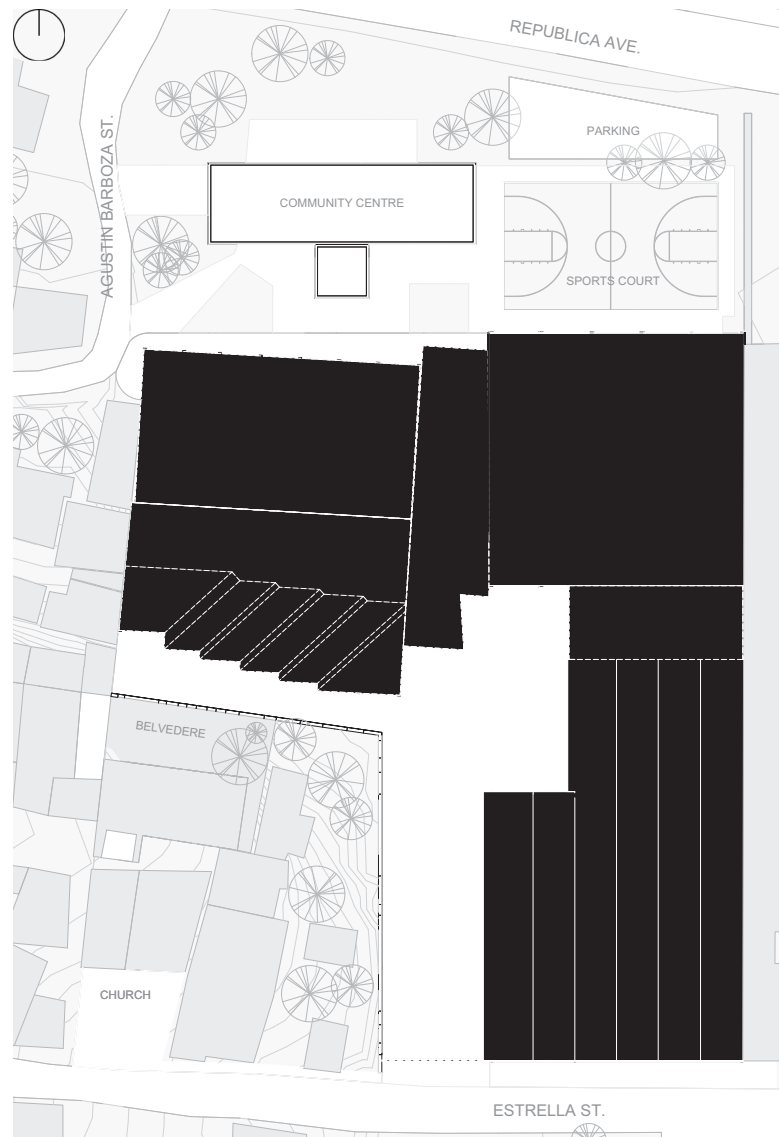 REPUBLICA AVE.
PARKING
AGUSTIN BARBOZA ST.
COMMUNITY CENTRE
SPORTS COURT
BELVEDERE
CHURCH
ESTRELLA ST.